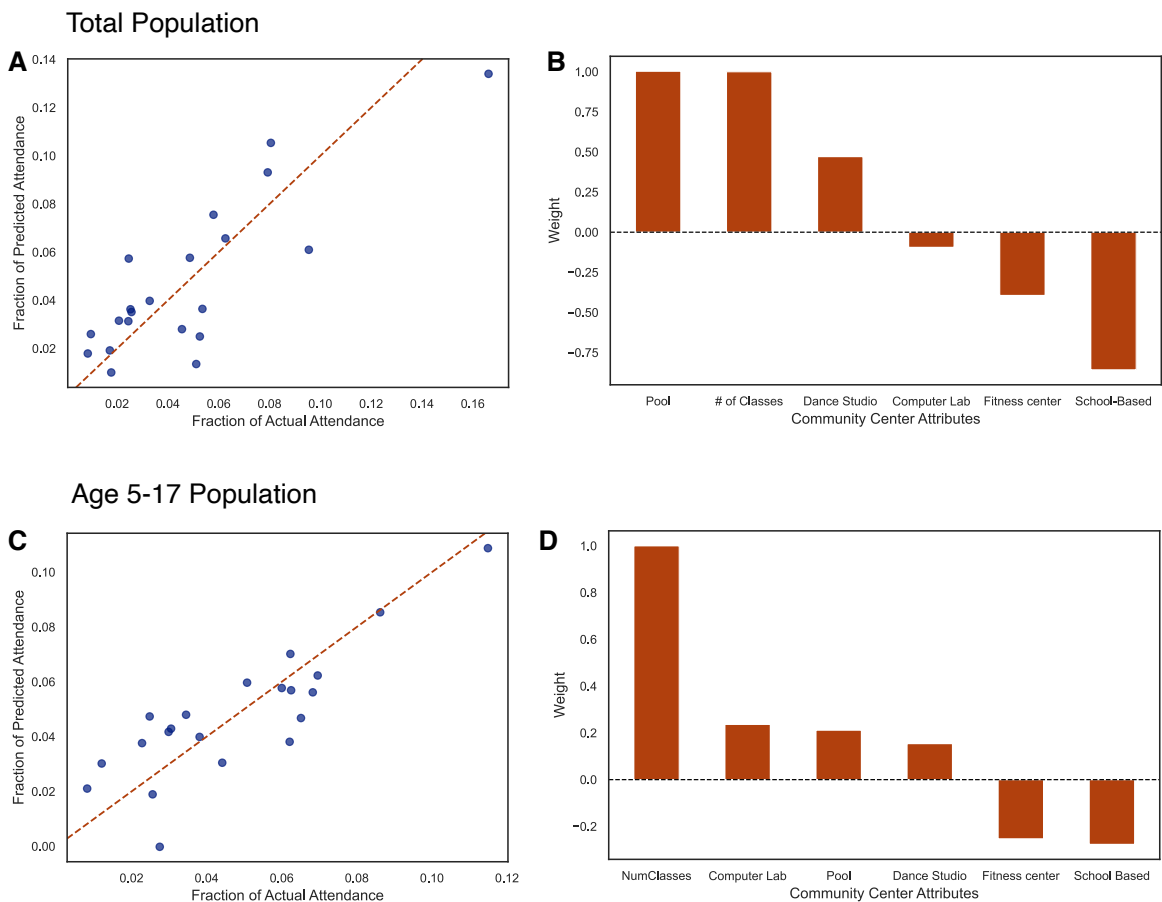 Total Population
A
0.14
0.12
0.10
0.08
0.06
0.04
0.02
Fraction of Predicted Attendance
0.02 0.04 0.06 0.08 0.10 0.12 0.14 0.16
Fraction of Actual Attendance
B
1.00
0.75
0.50
0.25
0.00
−0.25
−0.50
−0.75
Weight
Pool # of Classes Dance Studio Computer Lab Fitness center School-Based
Community Center Attributes
Age 5-17 Population
C
0.10
0.08
0.06
0.04
0.02
0.00
Fraction of Predicted Attendance
0.02 0.04 0.06 0.08 0.10 0.12
Fraction of Actual Attendance
D
1.0
0.8
0.6
0.4
0.2
0.0
−0.2
Weight
NumClasses Computer Lab Pool Dance Studio Fitness center School Based
Community Center Attributes